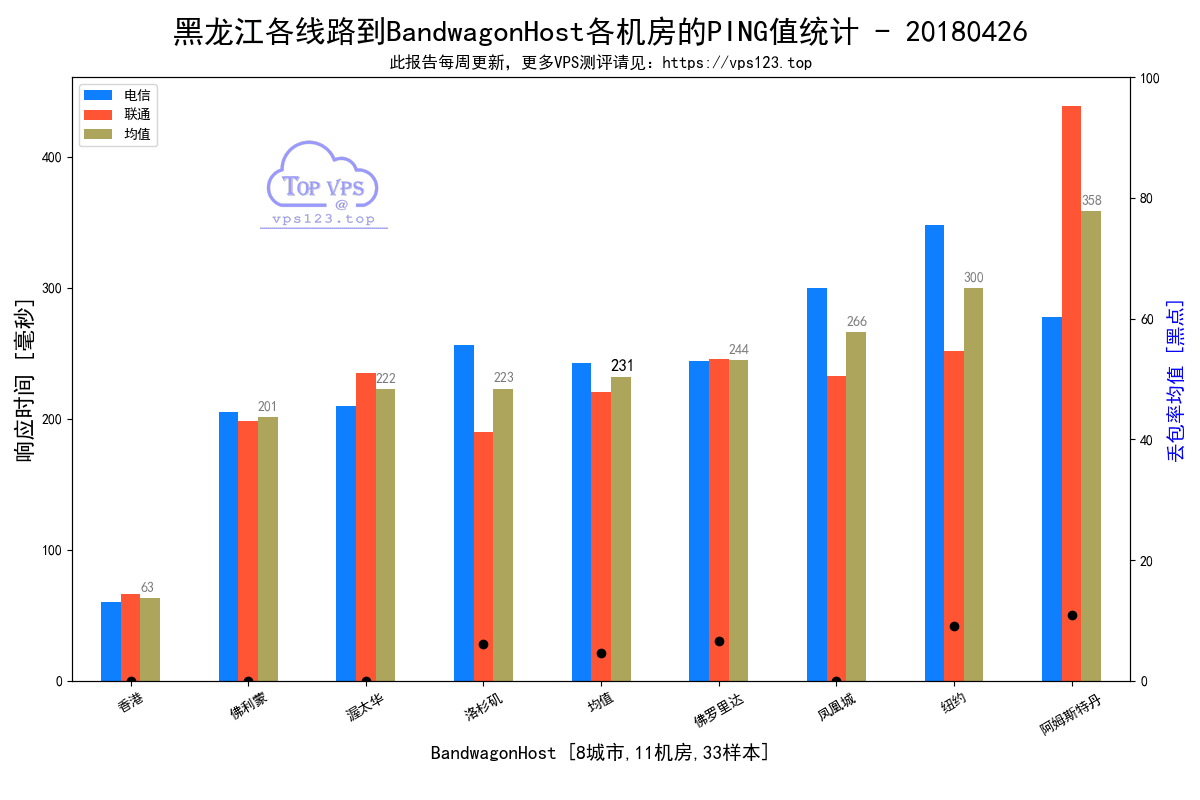 黑龙江各线路到BandwagonHost各机房的PING值统计 - 20180426
此报告每周更新，更多VPS测评请见：https://vps123.top
电信
联通
均值
TOP VPS
@
vps123.top
响应时间 [毫秒]
400
300
200
100
0
100
80
60
40
20
0
丢包率均值 [黑点]
63
201
222
223
231
244
266
300
358
香港
佛利蒙
渥太华
洛杉矶
均值
佛罗里达
凤凰城
纽约
阿姆斯特丹
BandwagonHost [8城市,11机房,33样本]